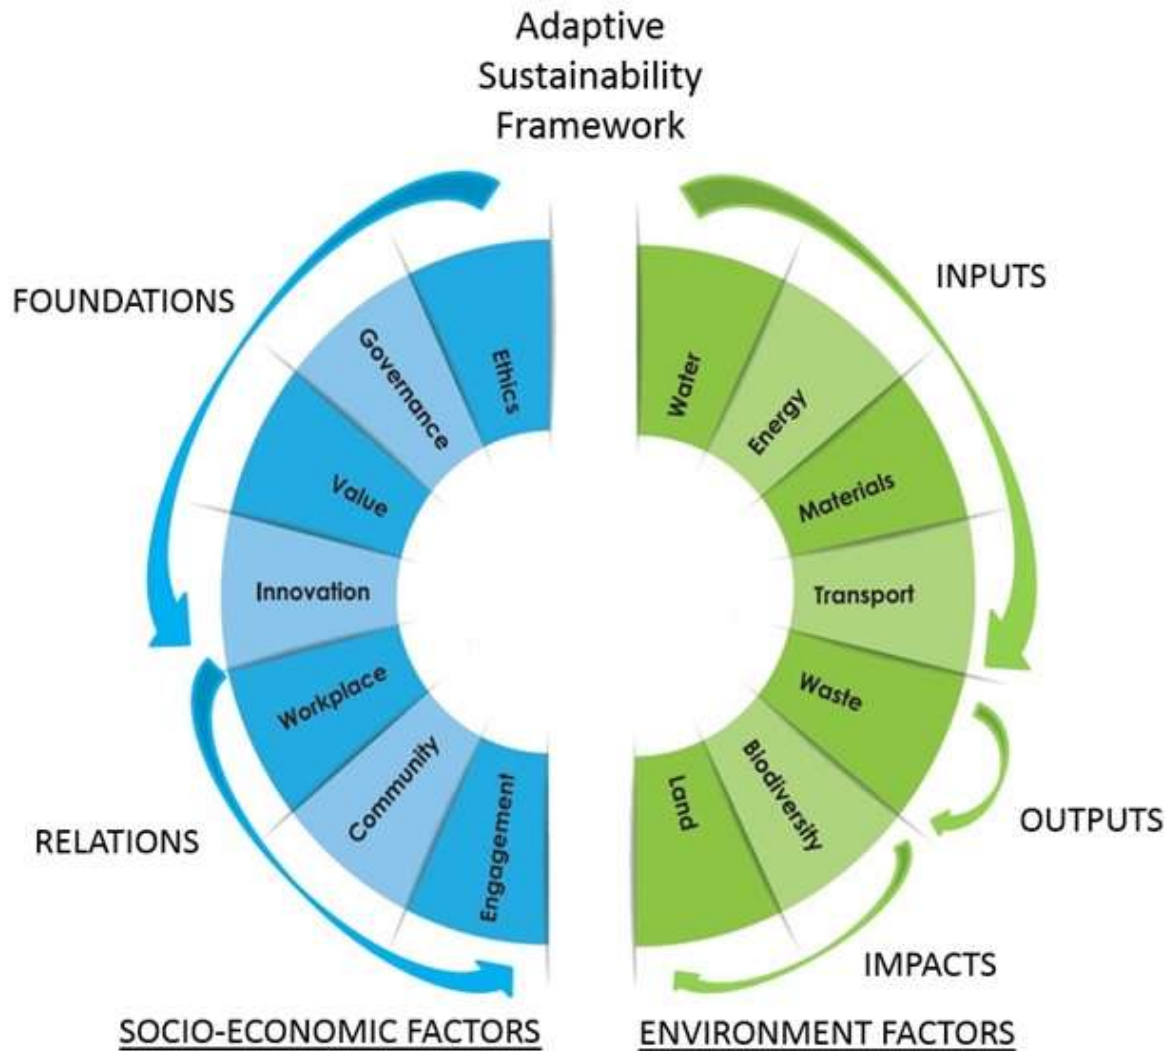 Adaptive
Sustainability
Framework
FOUNDATIONS
INPUTS
Ethics
Governance
Value
Innovation
Workplace
Community
Engagement
Water
Energy
Materials
Transport
Waste
Biodiversity
Land
RELATIONS
OUTPUTS
IMPACTS
SOCIO-ECONOMIC FACTORS
ENVIRONMENT FACTORS